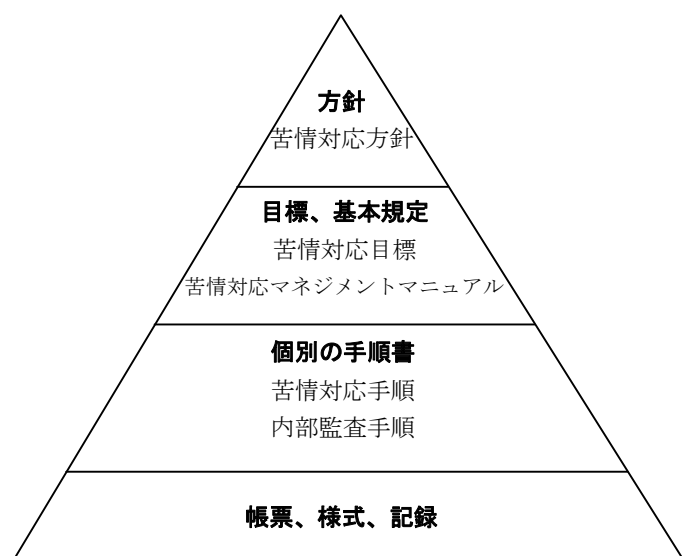 方針
苦情対応方針
目標、基本規定
苦情対応目標
苦情対応マネジメントマニュアル
個別の手順書
苦情対応手順
内部監査手順
帳票、様式、記録